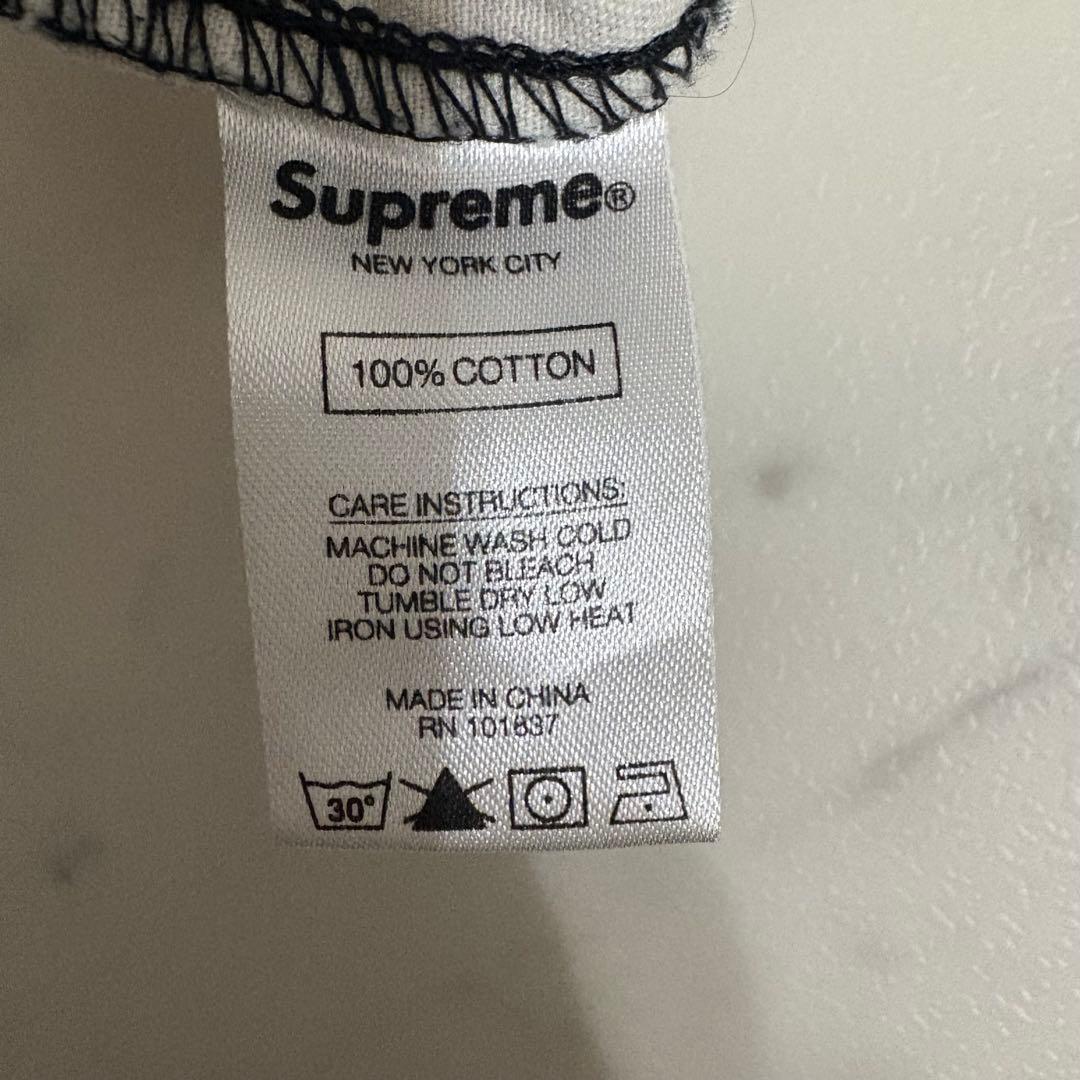 Supreme®
NEW YORK CITY
100% COTTON
CARE INSTRUCTIONS:
MACHINE WASH COLD
DO NOT BLEACH
TUMBLE DRY LOW
IRON USING LOW HEAT
MADE IN CHINA
RN 101837
30°